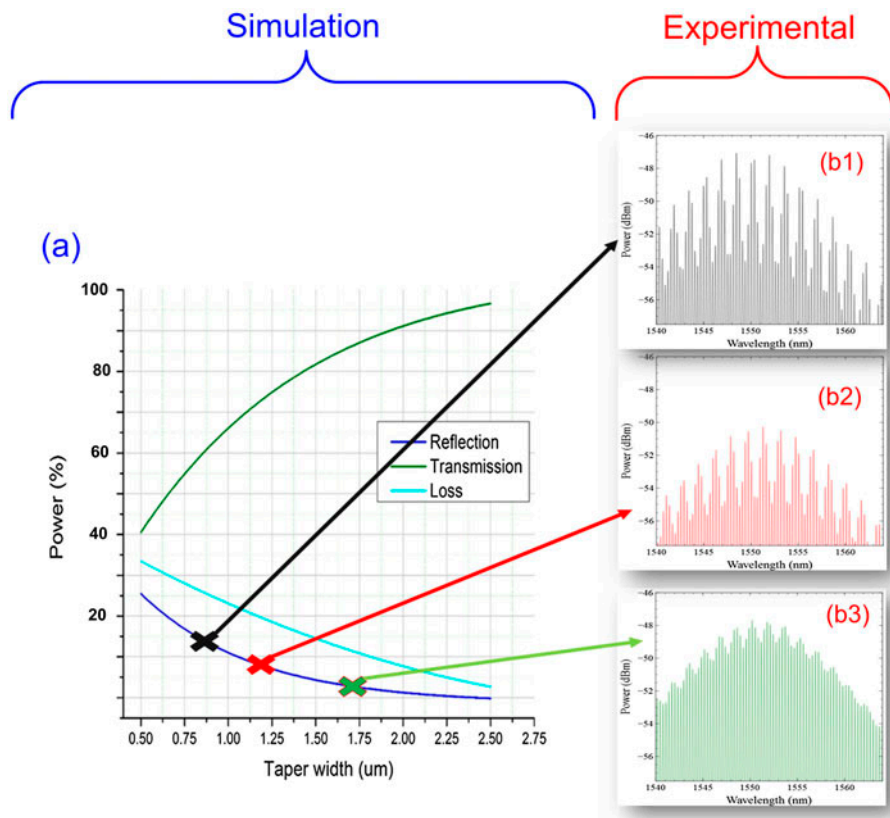 Simulation
Experimental
(a)
100
80
60
40
20
Power (%)
0.50 0.75 1.00 1.25 1.50 1.75 2.00 2.25 2.50 2.75
Taper width (um)
Reflection
Transmission
Loss
(b1)
−46
−48
−50
−52
−54
−56
Power (dBm)
1540 1545 1550 1555 1560
Wavelength (nm)
(b2)
−46
−48
−50
−52
−54
−56
Power (dBm)
1540 1545 1550 1555 1560
Wavelength (nm)
(b3)
−46
−48
−50
−52
−54
−56
Power (dBm)
1540 1545 1550 1555 1560
Wavelength (nm)